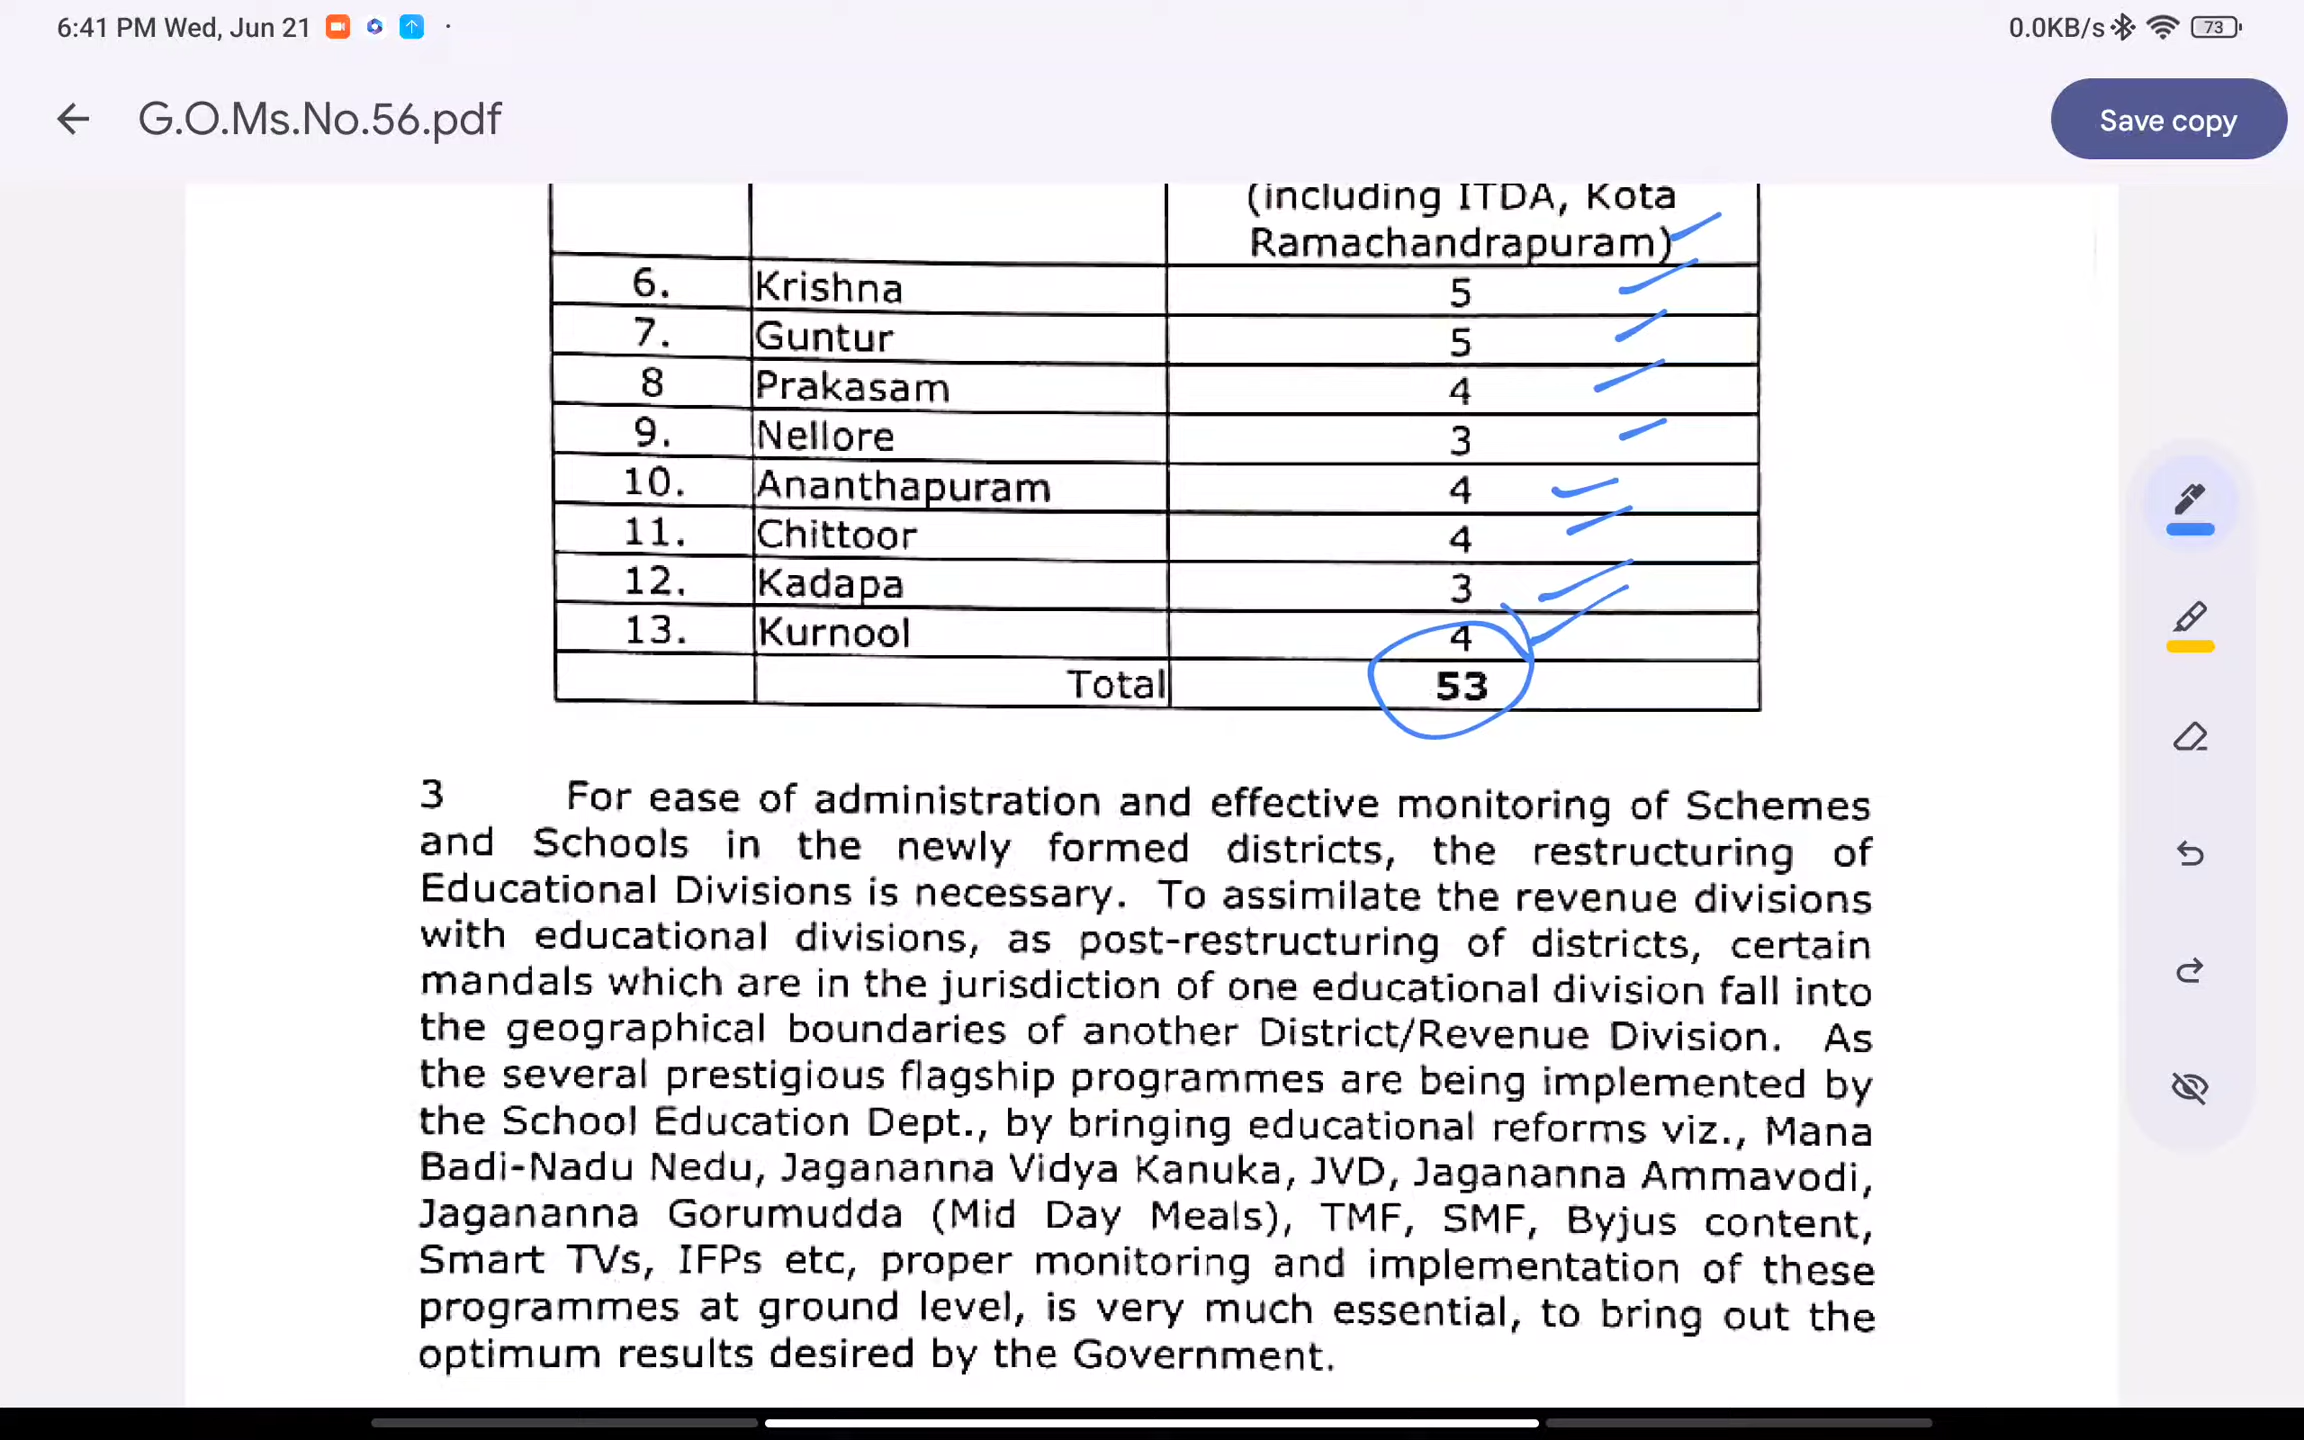 6:41 PM Wed, Jun 21
0.0KB/s 73
G.O.Ms.No.56.pdf
Save copy
(including ITDA, Kota
Ramachandrapuram)
6. Krishna 5
7. Guntur 5
8 Prakasam 4
9. Nellore 3
10. Ananthapuram 4
11. Chittoor 4
12. Kadapa 3
13. Kurnool 4
Total 53
3 For ease of administration and effective monitoring of Schemes
and Schools in the newly formed districts, the restructuring of
Educational Divisions is necessary. To assimilate the revenue divisions
with educational divisions, as post-restructuring of districts, certain
mandals which are in the jurisdiction of one educational division fall into
the geographical boundaries of another District/Revenue Division. As
the several prestigious flagship programmes are being implemented by
the School Education Dept., by bringing educational reforms viz., Mana
Badi-Nadu Nedu, Jagananna Vidya Kanuka, JVD, Jagananna Ammavodi,
Jagananna Gorumudda (Mid Day Meals), TMF, SMF, Byjus content,
Smart TVs, IFPs etc, proper monitoring and implementation of these
programmes at ground level, is very much essential, to bring out the
optimum results desired by the Government.